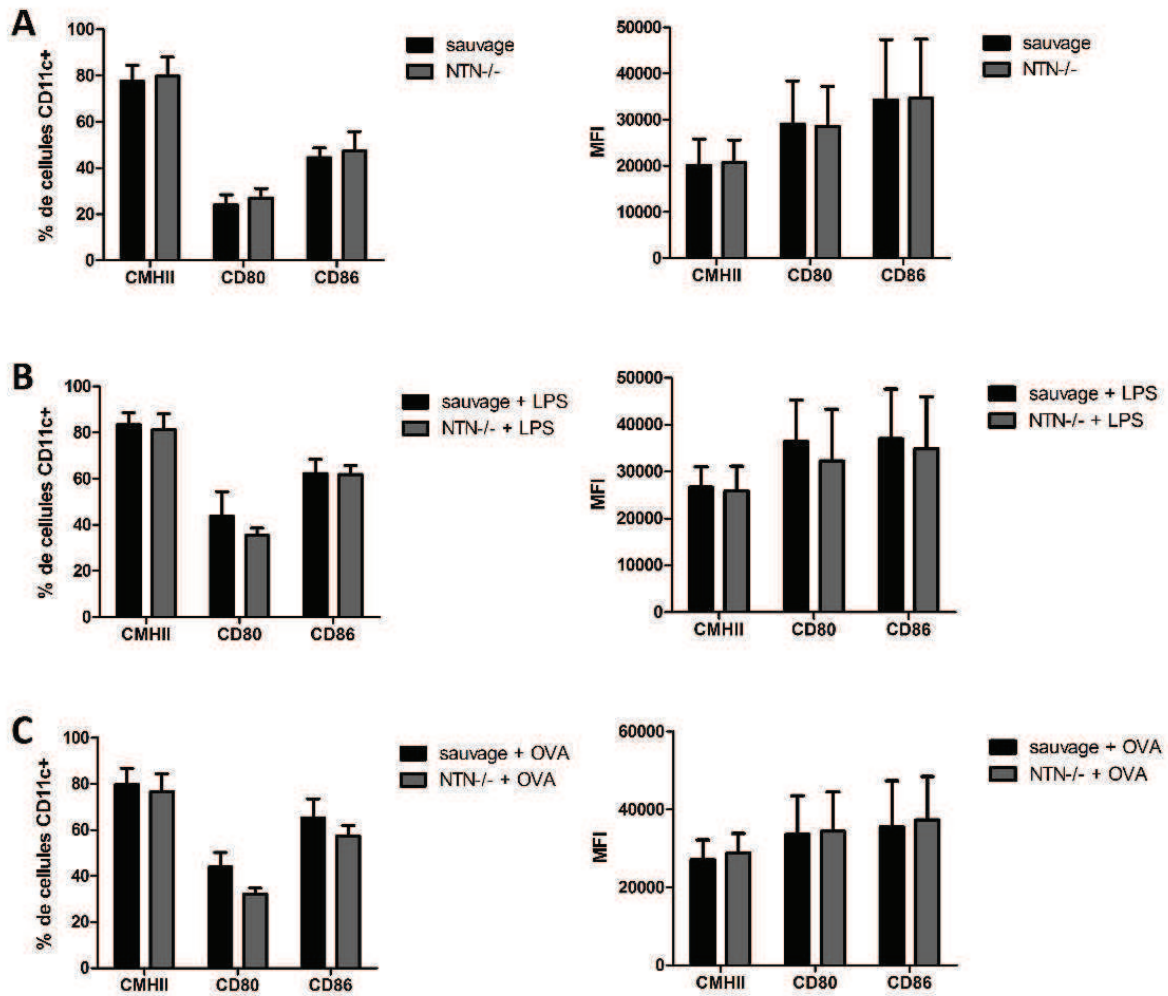 A
% de cellules CD11c+
100
80
60
40
20
0
CMHII
CD80
CD86
sauvage
NTN-/-
MFI
50000
40000
30000
20000
10000
0
CMHII
CD80
CD86
sauvage
NTN-/-
B
% de cellules CD11c+
100
80
60
40
20
0
CMHII
CD80
CD86
sauvage + LPS
NTN-/- + LPS
MFI
50000
40000
30000
20000
10000
0
CMHII
CD80
CD86
sauvage + LPS
NTN-/- + LPS
C
% de cellules CD11c+
100
80
60
40
20
0
CMHII
CD80
CD86
sauvage + OVA
NTN-/- + OVA
MFI
60000
40000
20000
0
CMHII
CD80
CD86
sauvage + OVA
NTN-/- + OVA